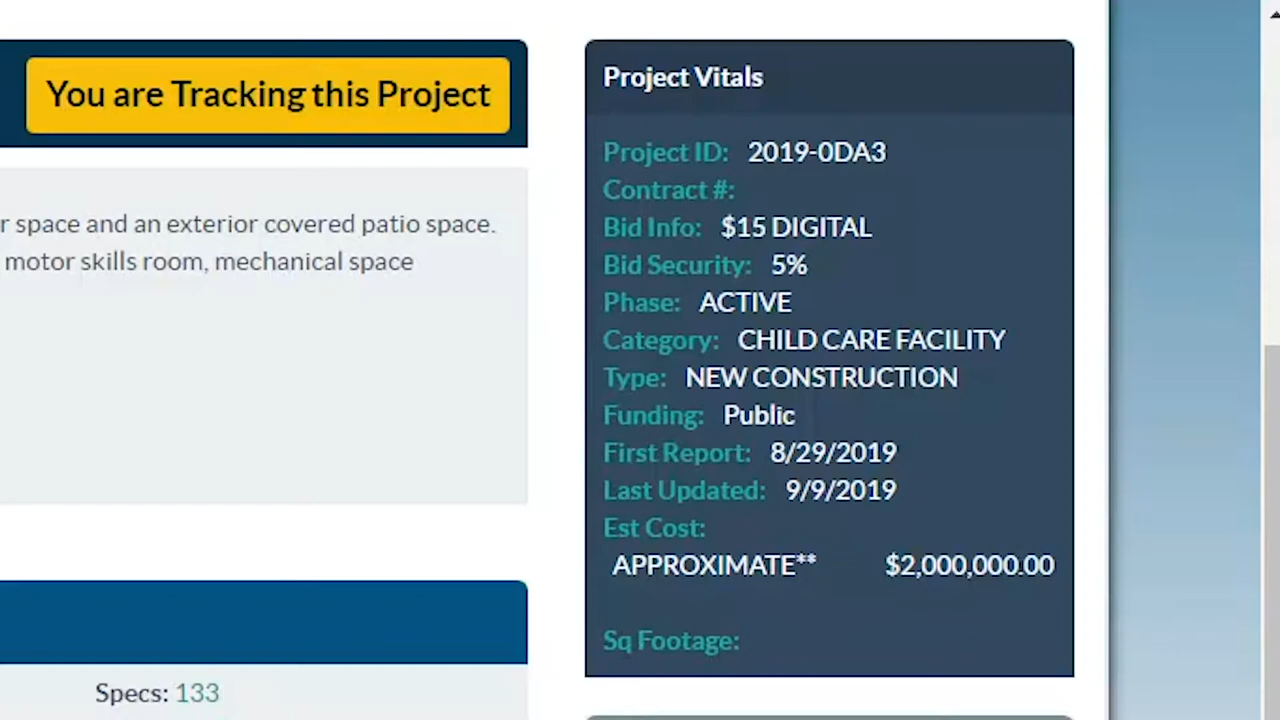 You are Tracking this Project
r space and an exterior covered patio space.
motor skills room, mechanical space
Specs: 133
Project Vitals
Project ID: 2019-0DA3
Contract #:
Bid Info: $15 DIGITAL
Bid Security: 5%
Phase: ACTIVE
Category: CHILD CARE FACILITY
Type: NEW CONSTRUCTION
Funding: Public
First Report: 8/29/2019
Last Updated: 9/9/2019
Est Cost:
APPROXIMATE** $2,000,000.00
Sq Footage: